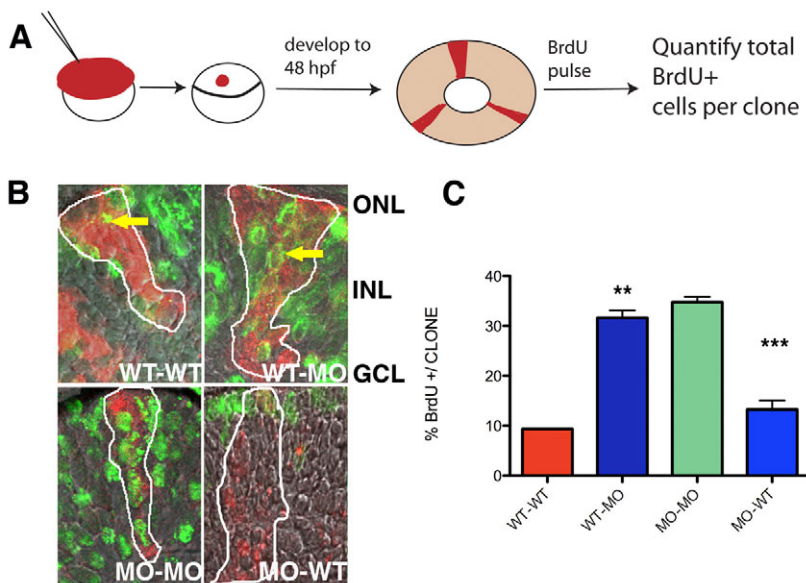 A
develop to
48 hpf
BrdU
pulse
Quantify total
BrdU+
cells per clone
B
ONL
INL
GCL
WT-WT
WT-MO
MO-MO
MO-WT
C
% BrdU +/ CLONE
40
30
20
10
0
**
***
WT-WT
WT-MO
MO-MO
MO-WT